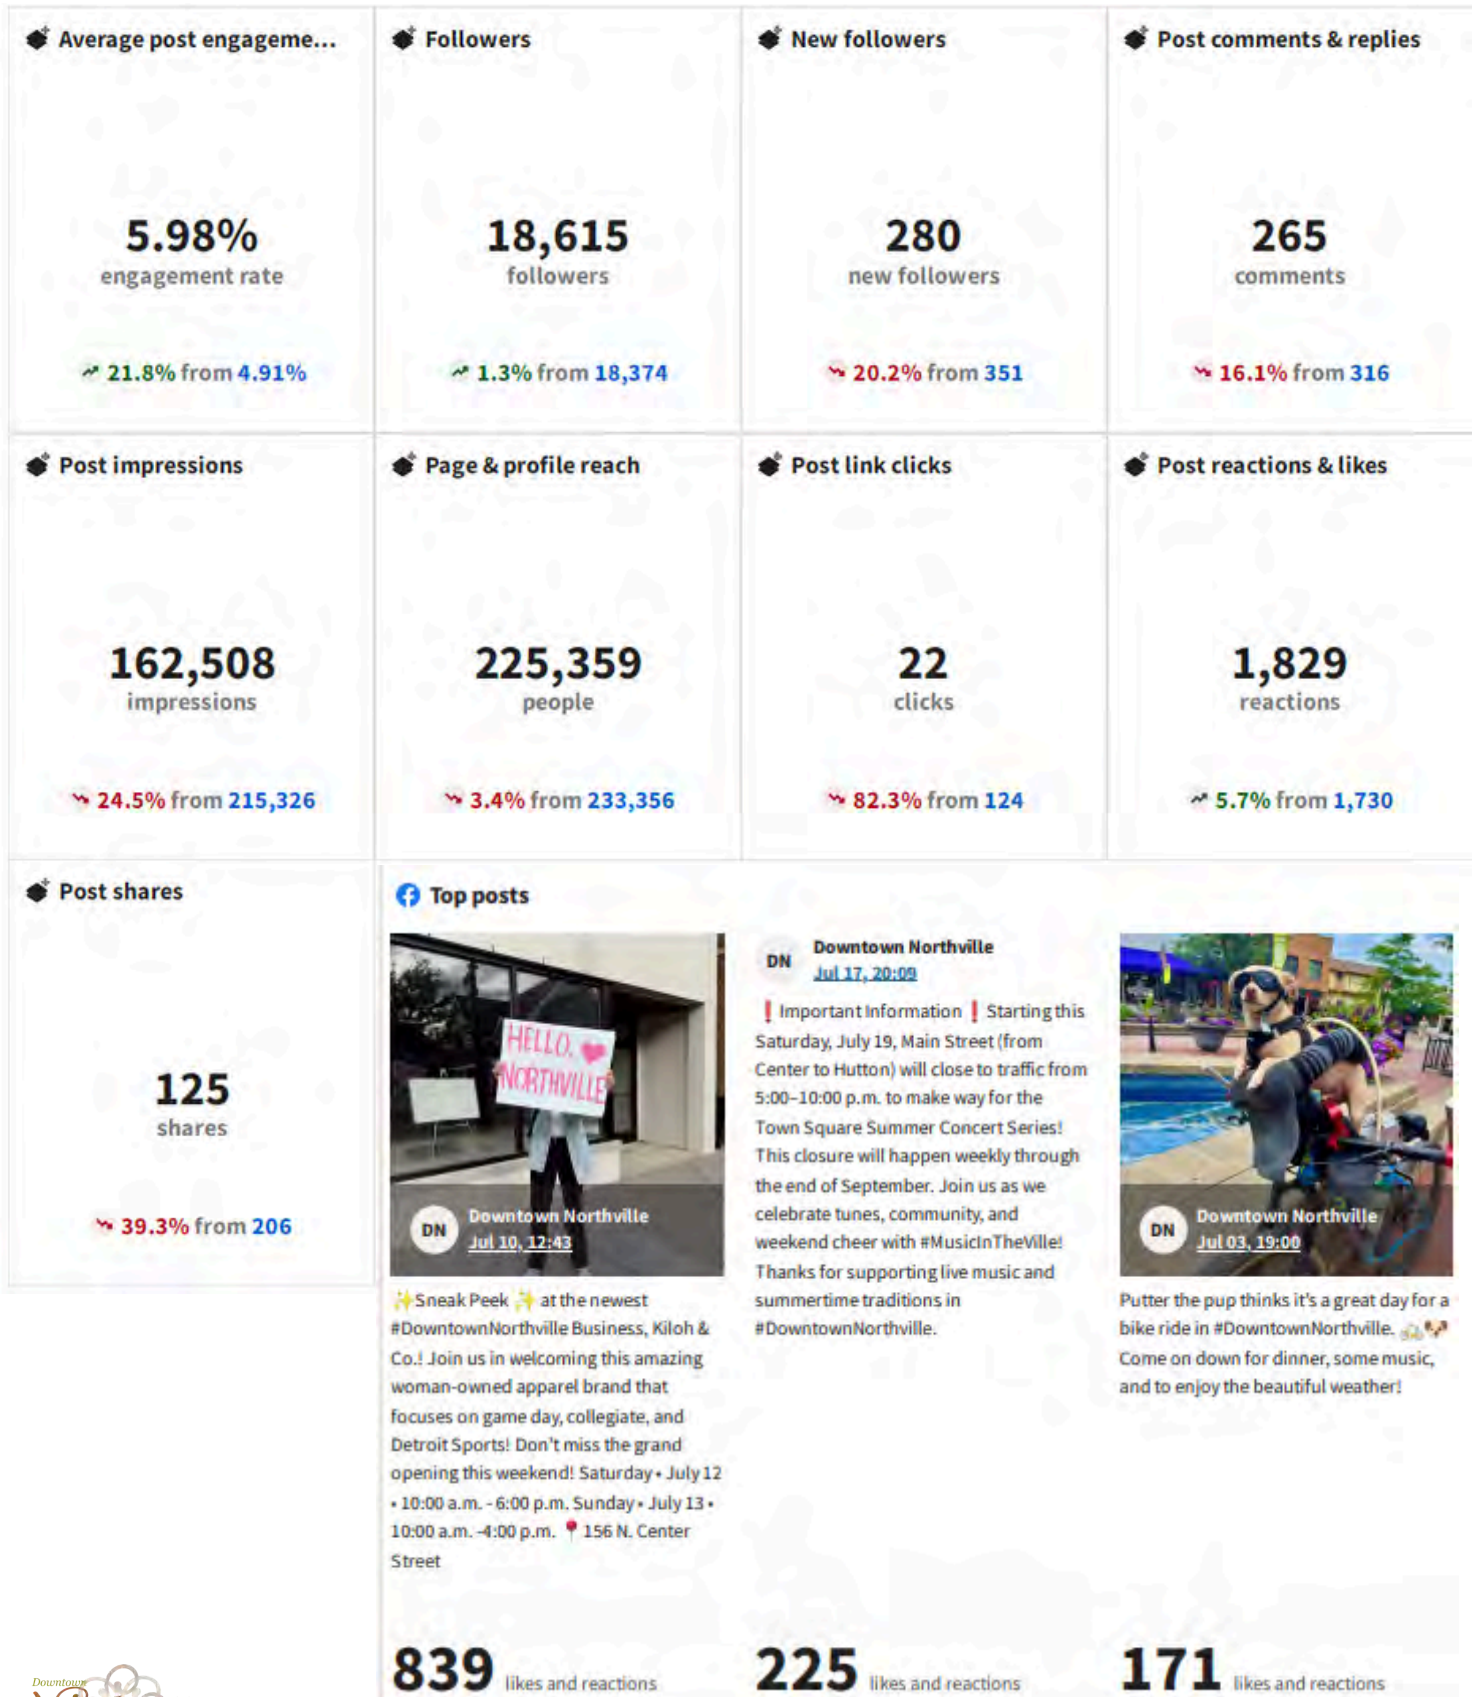 Average post engageme...
5.98%
engagement rate
21.8% from 4.91%
Followers
18,615
followers
1.3% from 18,374
New followers
280
new followers
20.2% from 351
Post comments & replies
265
comments
16.1% from 316
Post impressions
162,508
impressions
24.5% from 215,326
Page & profile reach
225,359
people
3.4% from 233,356
Post link clicks
22
clicks
82.3% from 124
Post reactions & likes
1,829
reactions
5.7% from 1,730
Post shares
125
shares
39.3% from 206
Top posts
HELLO,
NORTHVILLE
DN
Downtown Northville
Jul 10, 12:43
✨Sneak Peek ✨ at the newest
#DowntownNorthville Business, Kiloh &
Co.! Join us in welcoming this amazing
woman-owned apparel brand that
focuses on game day, collegiate, and
Detroit Sports! Don't miss the grand
opening this weekend! Saturday • July 12
• 10:00 a.m. - 6:00 p.m. Sunday • July 13 •
10:00 a.m. -4:00 p.m. 📍 156 N. Center
Street
839 likes and reactions
DN
Downtown Northville
Jul 17, 20:09
❗Important Information❗Starting this
Saturday, July 19, Main Street (from
Center to Hutton) will close to traffic from
5:00–10:00 p.m. to make way for the
Town Square Summer Concert Series!
This closure will happen weekly through
the end of September. Join us as we
celebrate tunes, community, and
weekend cheer with #MusicInTheVille!
Thanks for supporting live music and
summertime traditions in
#DowntownNorthville.
225 likes and reactions
DN
Downtown Northville
Jul 03, 19:00
Putter the pup thinks it's a great day for a
bike ride in #DowntownNorthville. 🚲🐶
Come on down for dinner, some music,
and to enjoy the beautiful weather!
171 likes and reactions
Downtown